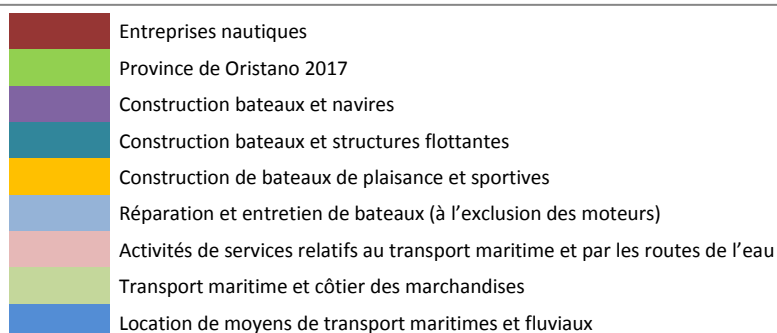 Entreprises nautiques
Province de Oristano 2017
Construction bateaux et navires
Construction bateaux et structures flottantes
Construction de bateaux de plaisance et sportives
Réparation et entretien de bateaux (à l’exclusion des moteurs)
Activités de services relatifs au transport maritime et par les routes de l’eau
Transport maritime et côtier des marchandises
Location de moyens de transport maritimes et fluviaux